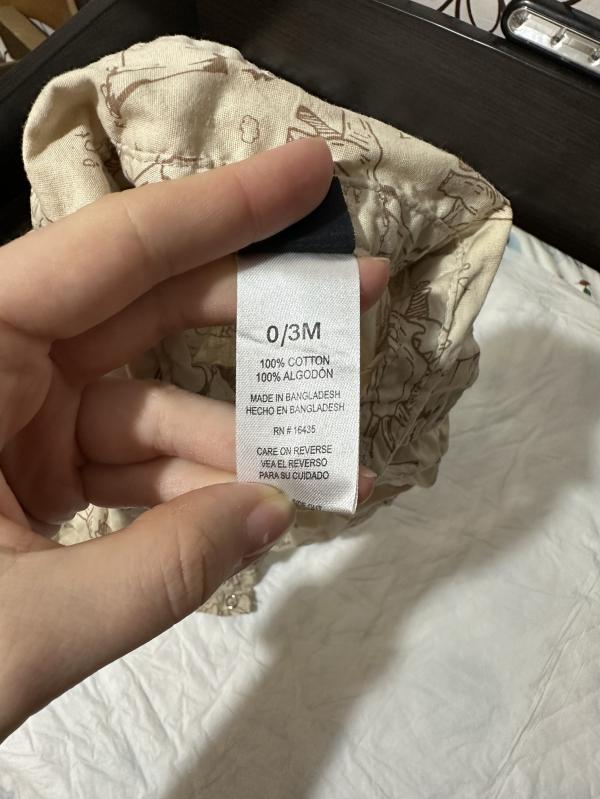 0/3M
100% COTTON
100% ALGODÓN
MADE IN BANGLADESH
HECHO EN BANGLADESH
RN # 16435
CARE ON REVERSE
VEA EL REVERSO
PARA SU CUIDADO